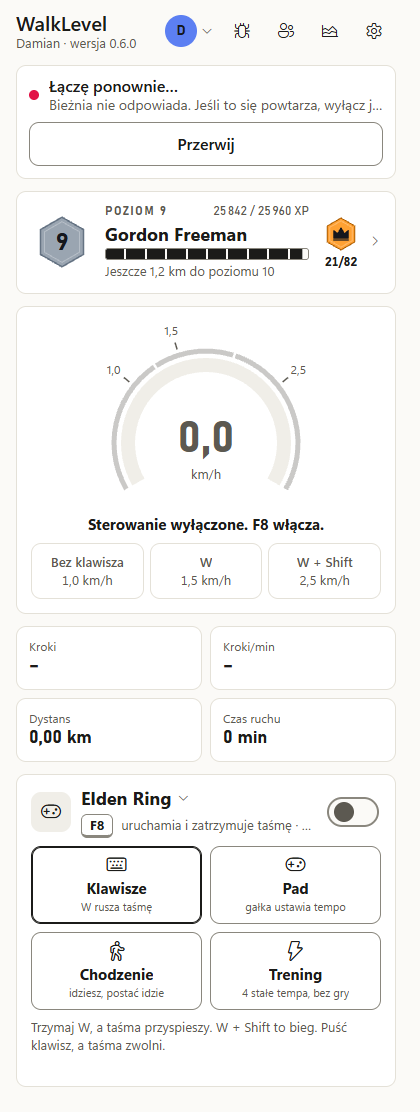 WalkLevel
Damian · wersja 0.6.0
D
Łączę ponownie...
Bieżnia nie odpowiada. Jeśli to się powtarza, wyłącz j...
Przerwij
9
POZIOM 9
25 842 / 25 960 XP
Gordon Freeman
Jeszcze 1,2 km do poziomu 10
21/82
1,5
1,0
2,5
0,0
km/h
Sterowanie wyłączone. F8 włącza.
Bez klawisza
1,0 km/h
W
1,5 km/h
W + Shift
2,5 km/h
Kroki
–
Kroki/min
–
Dystans
0,00 km
Czas ruchu
0 min
Elden Ring
F8 uruchamia i zatrzymuje taśmę · ...
Klawisze
W rusza taśmę
Pad
gałka ustawia tempo
Chodzenie
idziesz, postać idzie
Trening
4 stałe tempa, bez gry
Trzymaj W, a taśma przyspieszy. W + Shift to bieg. Puść
klawisz, a taśma zwolni.